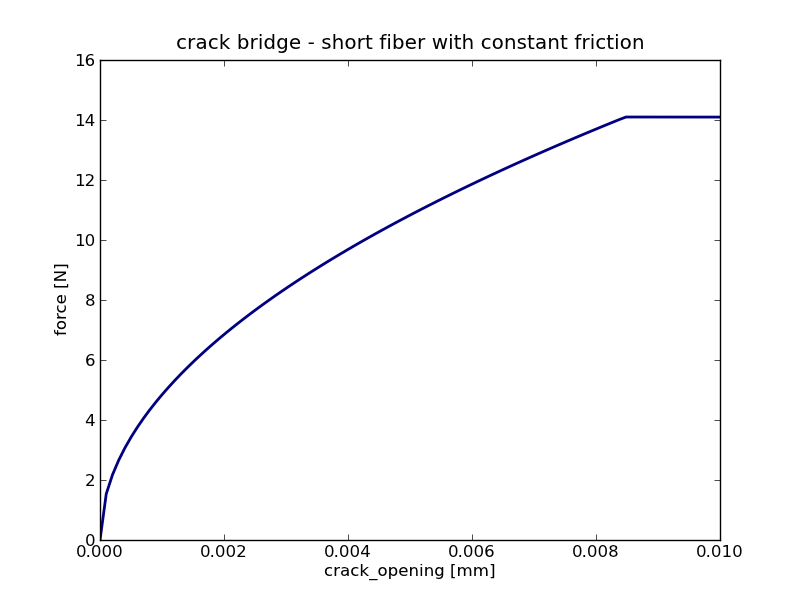 crack bridge - short fiber with constant friction
16
14
12
10
8
6
4
2
0
force [N]
0.000 0.002 0.004 0.006 0.008 0.010
crack_opening [mm]